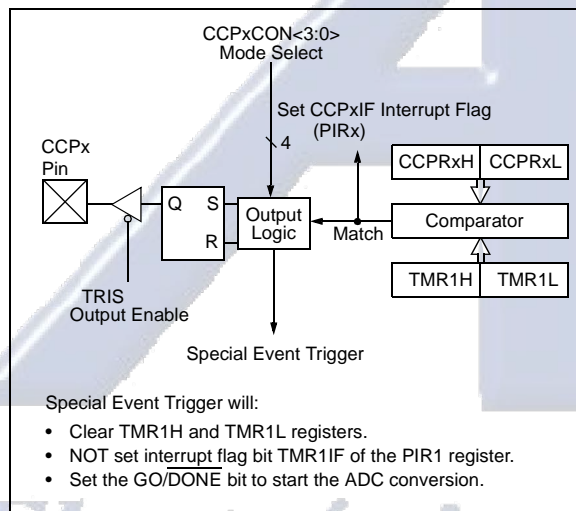 CCPxCON<3:0>
Mode Select
Set CCPxIF Interrupt Flag
(PIRx)
4
CCPx
Pin
CCPRxH CCPRxL
Q S
R
Output
Logic
Match
Comparator
TRIS
Output Enable
TMR1H TMR1L
Special Event Trigger
Special Event Trigger will:
• Clear TMR1H and TMR1L registers.
• NOT set interrupt flag bit TMR1IF of the PIR1 register.
• Set the GO/DONE bit to start the ADC conversion.